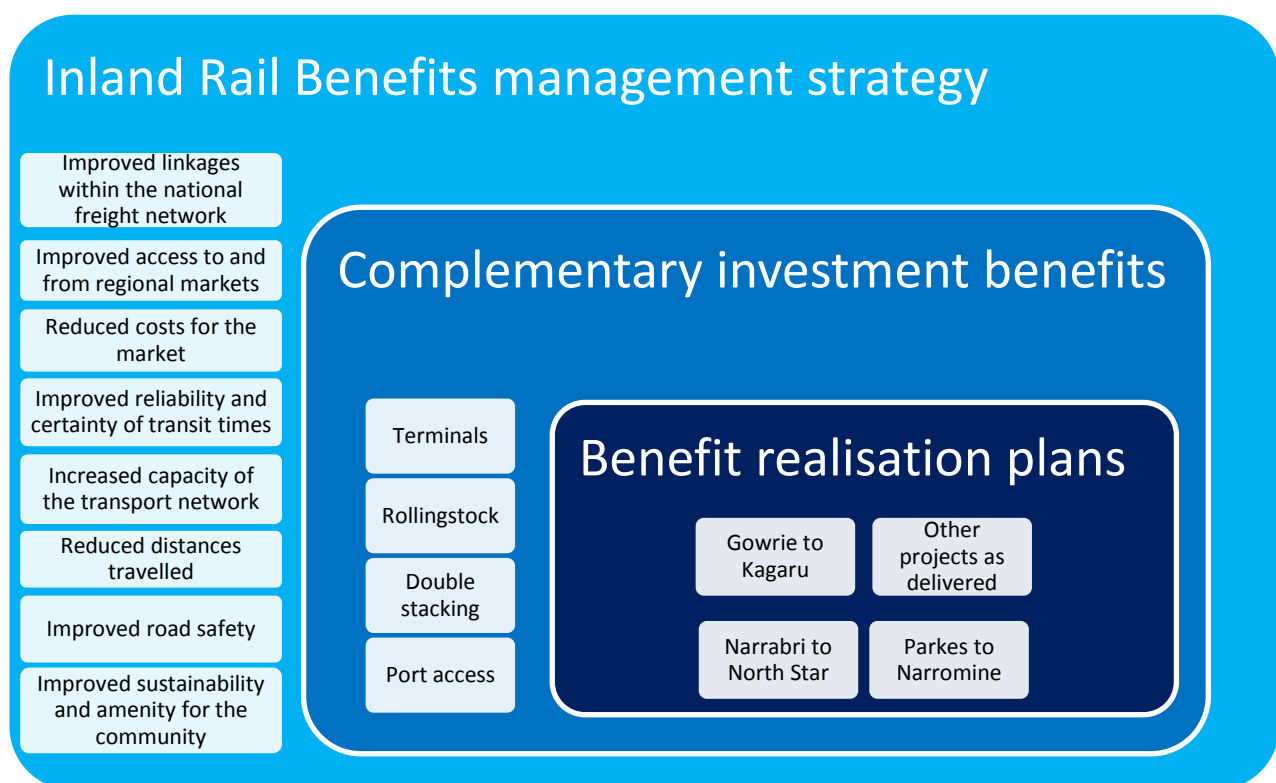 Inland Rail Benefits management strategy
Improved linkages
within the national
freight network
Improved access to and
from regional markets
Reduced costs for the
market
Improved reliability and
certainty of transit times
Increased capacity of
the transport network
Reduced distances
travelled
Improved road safety
Improved sustainability
and amenity for the
community
Complementary investment benefits
Terminals
Rollingstock
Double
stacking
Port access
Benefit realisation plans
Gowrie to
Kagaru
Other
projects as
delivered
Narrabri to
North Star
Parkes to
Narromine